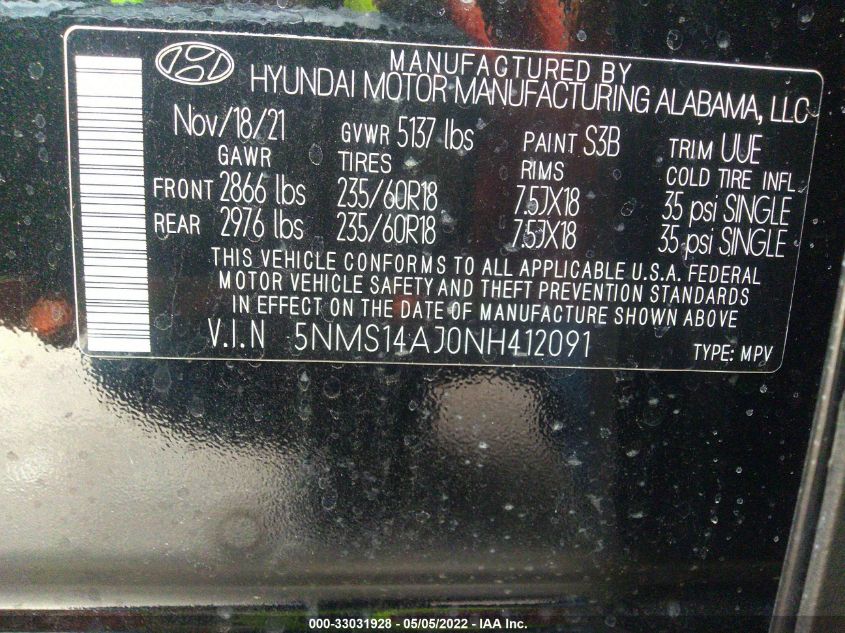 MANUFACTURED BY
HYUNDAI MOTOR MANUFACTURING ALABAMA, LLC
Nov/18/21 GVWR 5137 lbs PAINT S3B TRIM UUE
GAWR TIRES RIMS COLD TIRE INFL.
FRONT 2866 lbs 235/60R18 7.5JX18 35 psi SINGLE
REAR 2976 lbs 235/60R18 7.5JX18 35 psi SINGLE
THIS VEHICLE CONFORMS TO ALL APPLICABLE U.S.A. FEDERAL
MOTOR VEHICLE SAFETY AND THEFT PREVENTION STANDARDS
IN EFFECT ON THE DATE OF MANUFACTURE SHOWN ABOVE.
V.I.N 5NMS14AJ0NH412091 TYPE: MPV
000-33031928 - 05/05/2022 - IAA Inc.